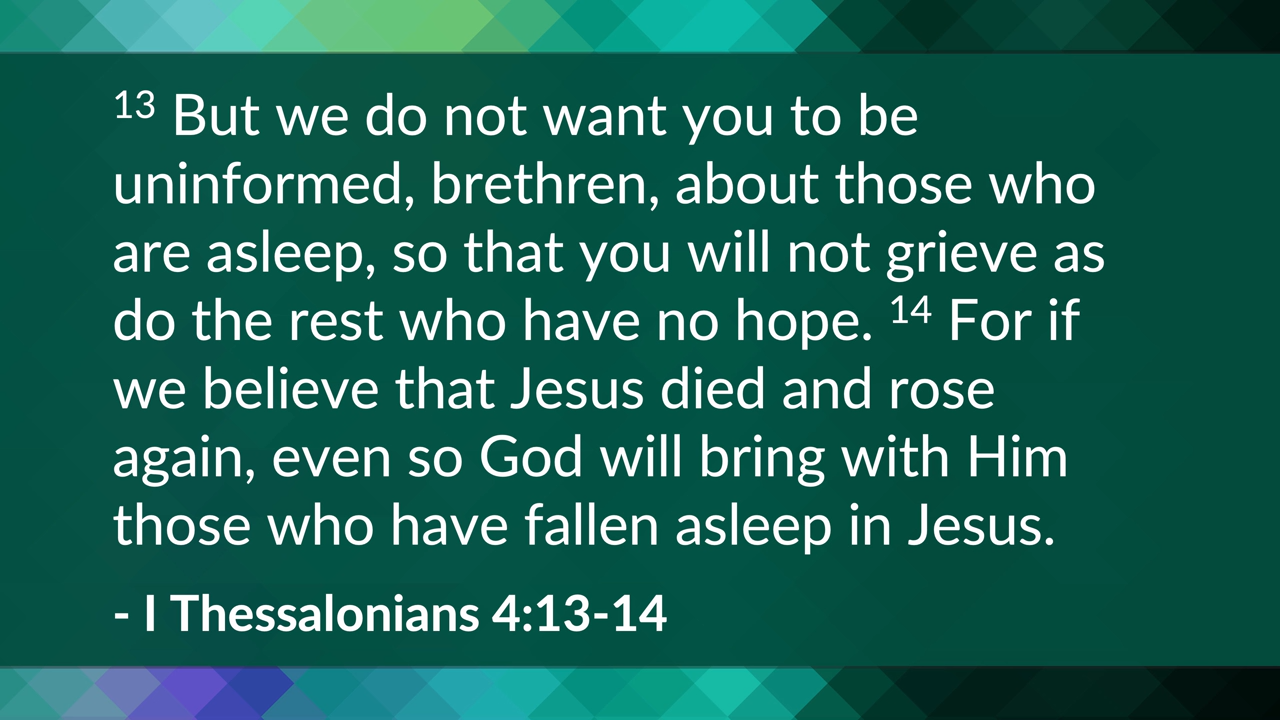 13 But we do not want you to be
uninformed, brethren, about those who
are asleep, so that you will not grieve as
do the rest who have no hope. 14 For if
we believe that Jesus died and rose
again, even so God will bring with Him
those who have fallen asleep in Jesus.
- I Thessalonians 4:13-14